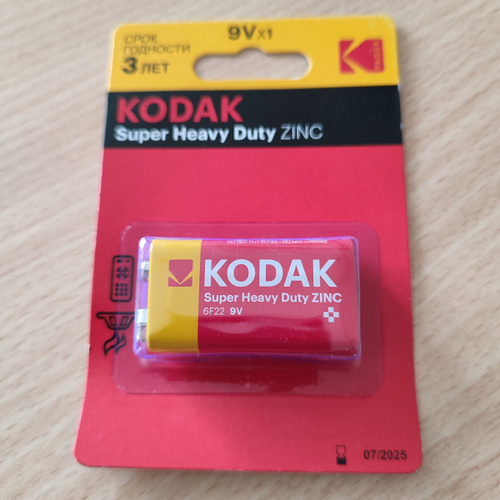 СРОК
ГОДНОСТИ
3 ЛЕТ
9V x1
KODAK
Super Heavy Duty ZINC
KODAK
Super Heavy Duty ZINC
6F22 9V
07/2025